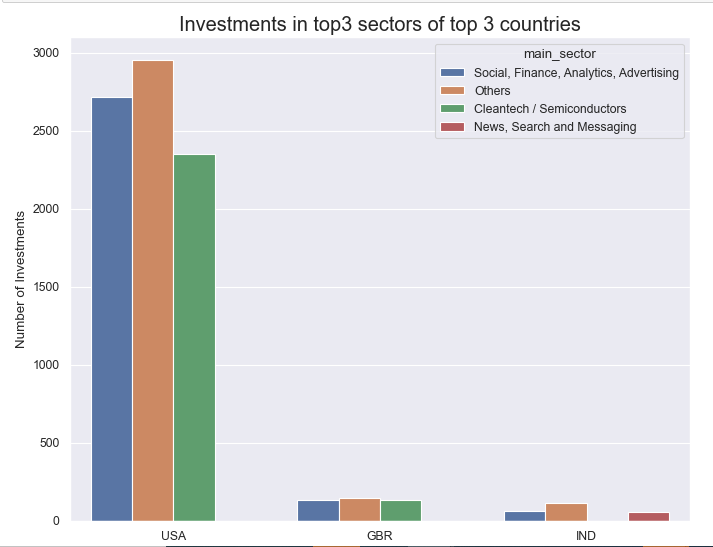 Investments in top3 sectors of top 3 countries
main_sector
Social, Finance, Analytics, Advertising
Others
Cleantech / Semiconductors
News, Search and Messaging
Number of Investments
3000
2500
2000
1500
1000
500
0
USA GBR IND